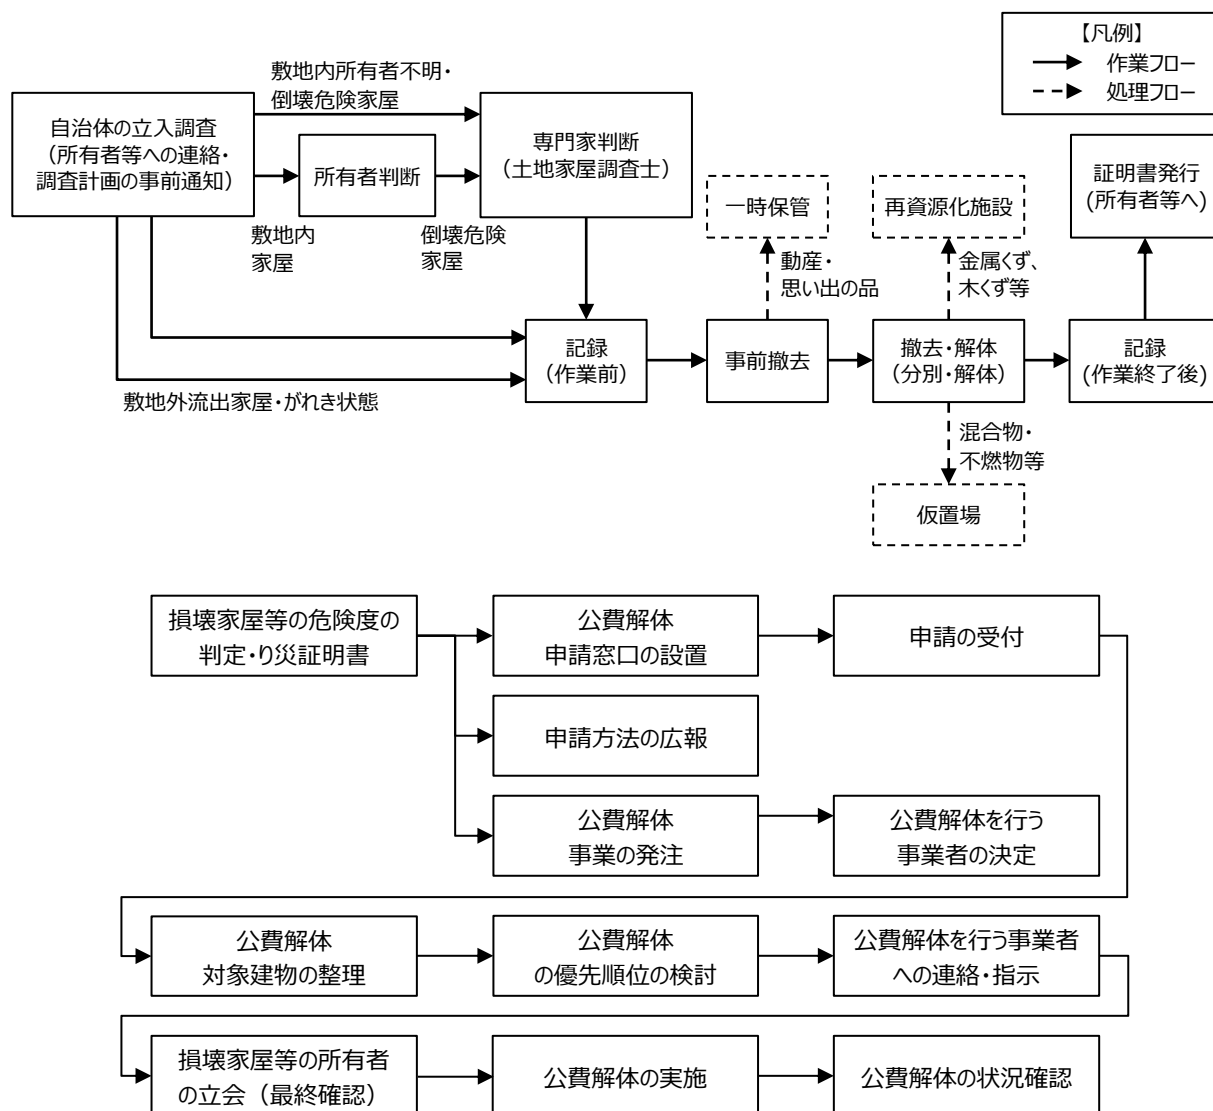 【凡例】
作業フロー
処理フロー
敷地内所有者不明・
倒壊危険家屋
自治体の立入調査
（所有者等への連絡・
調査計画の事前通知）
所有者判断
専門家判断
（土地家屋調査士）
敷地内
家屋
倒壊危険
家屋
一時保管
再資源化施設
証明書発行
(所有者等へ)
動産・
思い出の品
金属くず、
木くず等
記録
（作業前）
事前撤去
撤去・解体
（分別・解体）
記録
(作業終了後)
敷地外流出家屋・がれき状態
混合物・
不燃物等
仮置場
損壊家屋等の危険度の
判定・り災証明書
公費解体
申請窓口の設置
申請の受付
申請方法の広報
公費解体
事業の発注
公費解体を行う
事業者の決定
公費解体
対象建物の整理
公費解体
の優先順位の検討
公費解体を行う事業者
への連絡・指示
損壊家屋等の所有者
の立会（最終確認）
公費解体の実施
公費解体の状況確認